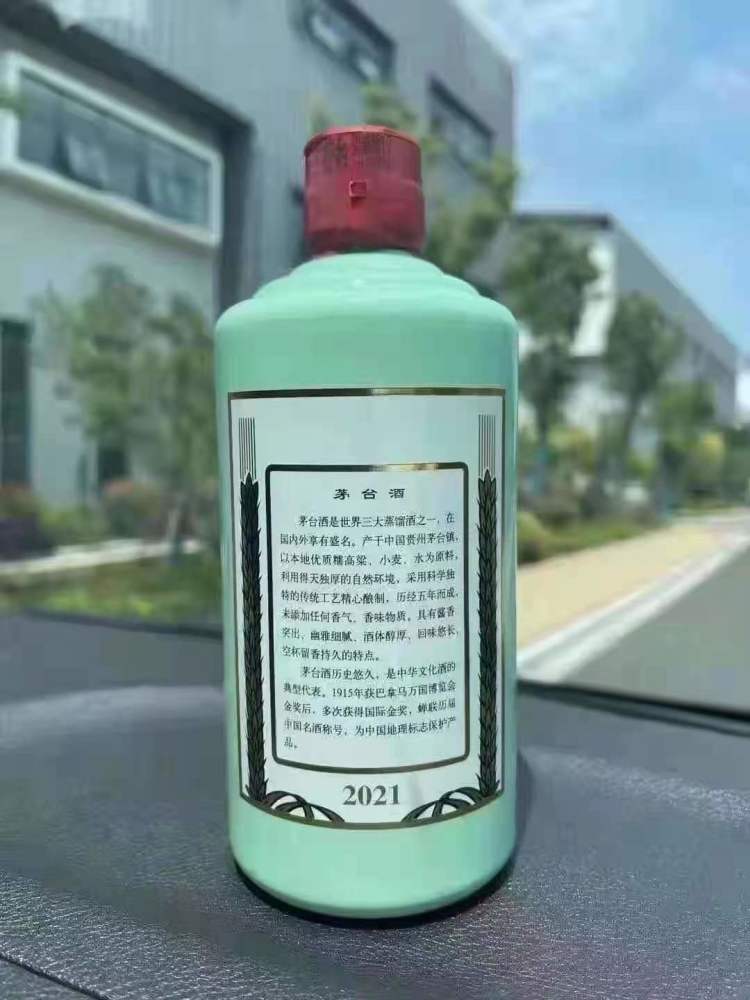 茅台酒
茅台酒是世界三大蒸馏酒之一，在
国内外享有盛名。产于中国贵州茅台镇，
以本地优质糯高粱、小麦、水为原料，
利用得天独厚的自然环境，采用科学独
特的传统工艺精心酿制，历经五年而成，
未添加任何香气、香味物质。具有酱香
突出、幽雅细腻、酒体醇厚、回味悠长、
空杯留香持久的特点。
茅台酒历史悠久，是中华文化酒的
典型代表。1915年获巴拿马万国博览会
金奖后，多次获得国际金奖，蝉联历届
中国名酒称号，为中国地理标志保护产
品。
2021